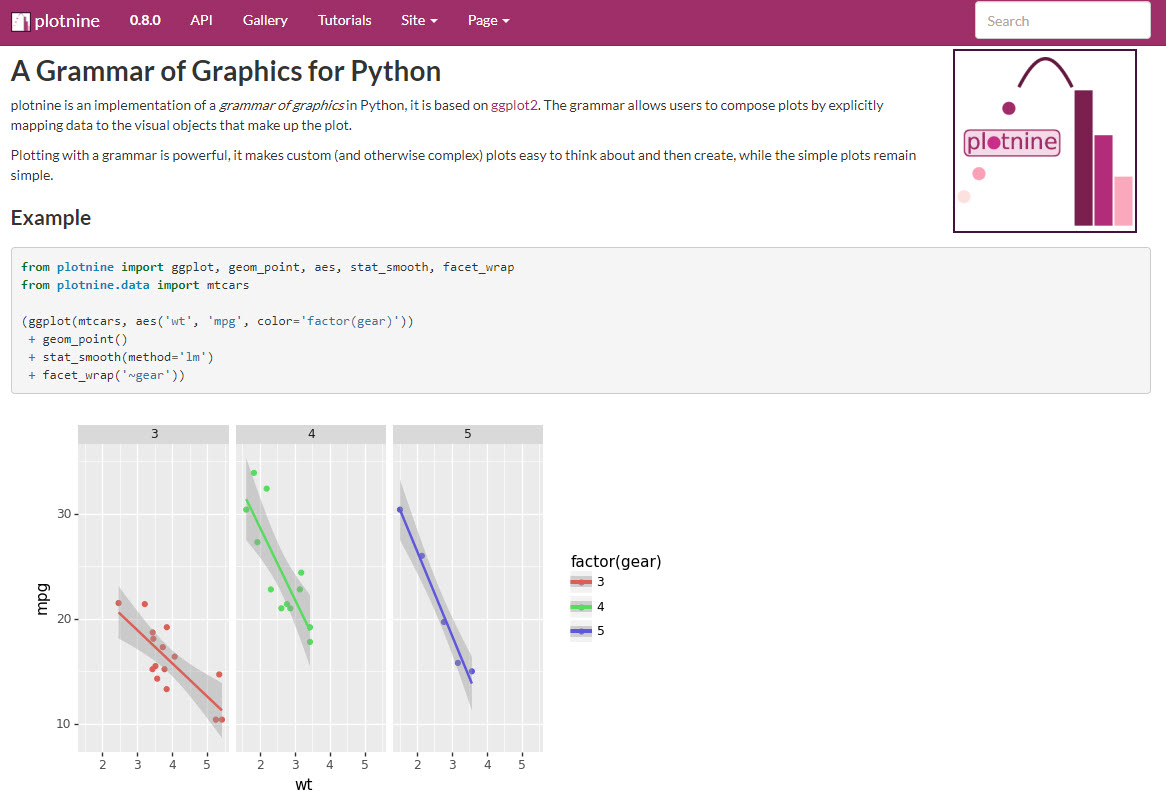 plotnine 0.8.0 API Gallery Tutorials Site Page Search
A Grammar of Graphics for Python
plotnine is an implementation of a grammar of graphics in Python, it is based on ggplot2. The grammar allows users to compose plots by explicitly
mapping data to the visual objects that make up the plot.
plotnine
Plotting with a grammar is powerful, it makes custom (and otherwise complex) plots easy to think about and then create, while the simple plots remain
simple.
Example
from plotnine import ggplot, geom_point, aes, stat_smooth, facet_wrap
from plotnine.data import mtcars
(ggplot(mtcars, aes('wt', 'mpg', color='factor(gear)'))
+ geom_point()
+ stat_smooth(method='lm')
+ facet_wrap('~gear'))
3 4 5
30
20
10
mpg
2 3 4 5 2 3 4 5 2 3 4 5
wt
factor(gear)
3
4
5